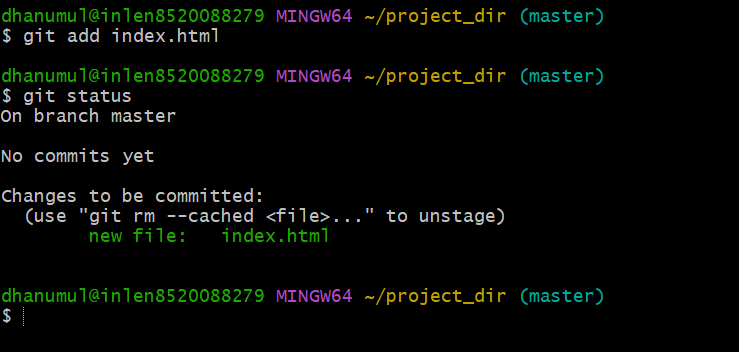 dhanumul@inlen8520088279 MINGW64 ~/project_dir (master)
$ git add index.html
dhanumul@inlen8520088279 MINGW64 ~/project_dir (master)
$ git status
On branch master
No commits yet
Changes to be committed:
  (use "git rm --cached <file>..." to unstage)
        new file:   index.html
dhanumul@inlen8520088279 MINGW64 ~/project_dir (master)
$